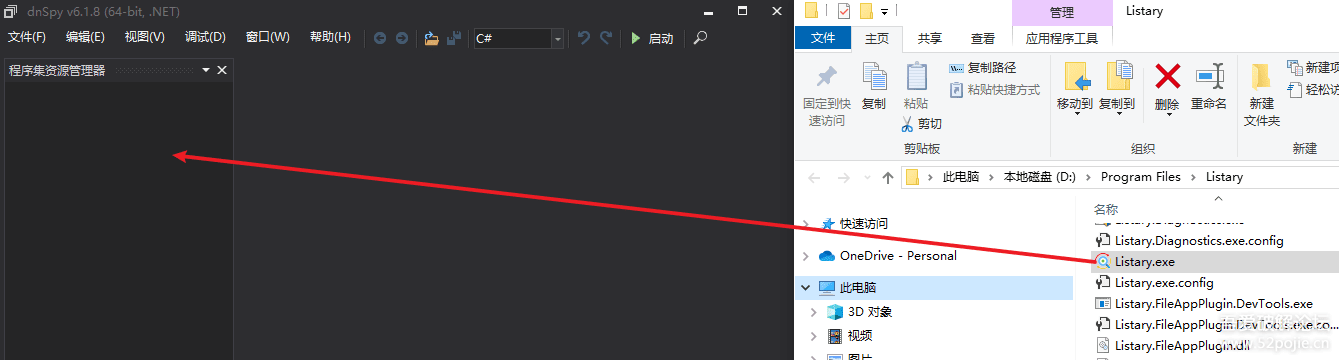 dnSpy v6.1.8 (64-bit, .NET)
文件(F) 编辑(E) 视图(V) 调试(D) 窗口(W) 帮助(H) C# 启动
程序集资源管理器
管理 Listary
文件 主页 共享 查看 应用程序工具
固定到快速访问
复制
粘贴
复制路径
粘贴快捷方式
剪切
剪贴板
移动到 复制到 删除 重命名
组织
新建
文件夹
新建项
轻松访
新建
此电脑 本地磁盘 (D:) Program Files Listary
快速访问
OneDrive - Personal
此电脑
3D 对象
视频
图片
名称
Listary.Diagnostics.exe
Listary.Diagnostics.exe.config
Listary.exe
Listary.exe.config
Listary.FileAppPlugin.DevTools.exe
Listary.FileAppPlugin.DevTools.exe.co...
Listary.FileAppPlugin.dll
吾爱破解论坛
www.52pojie.cn